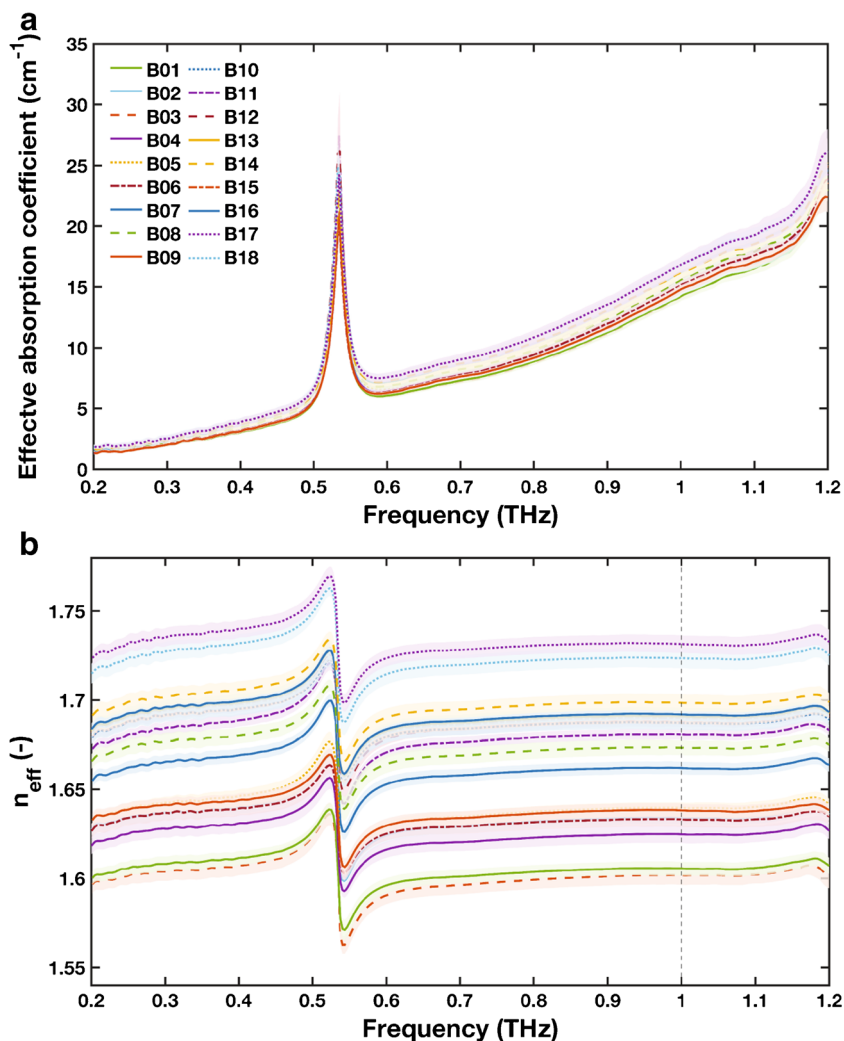 a
Effectve absorption coefficient (cm⁻¹)
35
30
25
20
15
10
5
0
B01 B10
B02 B11
B03 B12
B04 B13
B05 B14
B06 B15
B07 B16
B08 B17
B09 B18
0.2 0.3 0.4 0.5 0.6 0.7 0.8 0.9 1 1.1 1.2
Frequency (THz)
b
n_eff (-)
1.75
1.7
1.65
1.6
1.55
0.2 0.3 0.4 0.5 0.6 0.7 0.8 0.9 1 1.1 1.2
Frequency (THz)